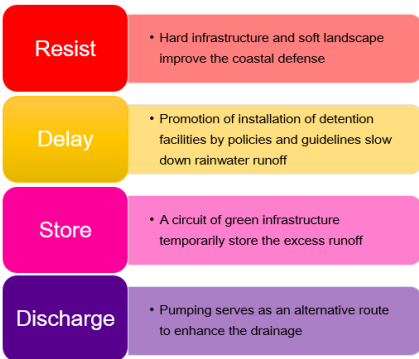 Resist
• Hard infrastructure and soft landscape
improve the coastal defense
Delay
• Promotion of installation of detention
facilities by policies and guidelines slow
down rainwater runoff
Store
• A circuit of green infrastructure
temporarily store the excess runoff
Discharge
• Pumping serves as an alternative route
to enhance the drainage